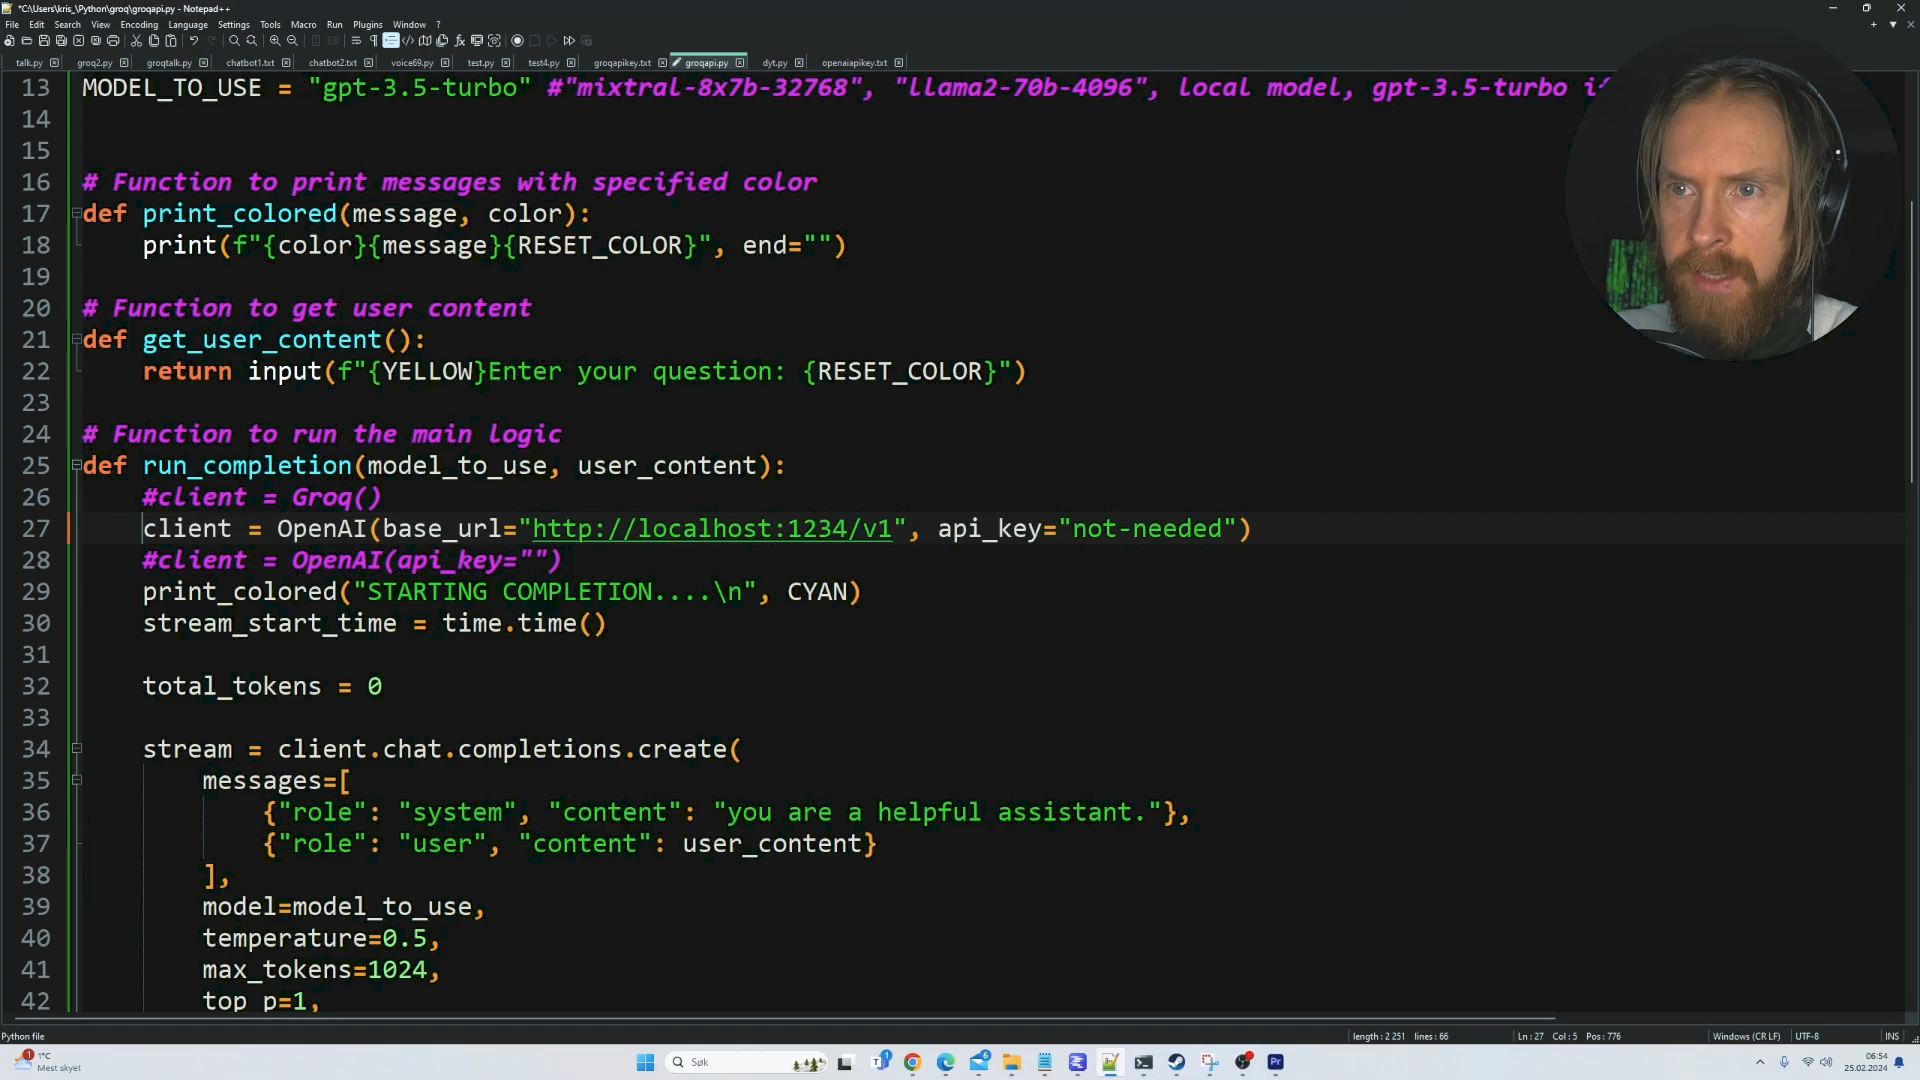 *C:\Users\kris_\Python\groq\groqapi.py - Notepad++
File Edit Search View Encoding Language Settings Tools Macro Run Plugins Window ?
talk.py groq2.py groqtalk.py chatbot1.txt chatbot2.txt voice69.py test.py test4.py groqapikey.txt groqapi.py dyt.py openaiapikey.txt
13 MODEL_TO_USE = "gpt-3.5-turbo" #"mixtral-8x7b-32768", "llama2-70b-4096", local model, gpt-3.5-turbo
14
15
16 # Function to print messages with specified color
17 def print_colored(message, color):
18 print(f"{color}{message}{RESET_COLOR}", end="")
19
20 # Function to get user content
21 def get_user_content():
22 return input(f"{YELLOW}Enter your question: {RESET_COLOR}")
23
24 # Function to run the main logic
25 def run_completion(model_to_use, user_content):
26 #client = Groq()
27 client = OpenAI(base_url="http://localhost:1234/v1", api_key="not-needed")
28 #client = OpenAI(api_key="")
29 print_colored("STARTING COMPLETION....\n", CYAN)
30 stream_start_time = time.time()
31
32 total_tokens = 0
33
34 stream = client.chat.completions.create(
35 messages=[
36 {"role": "system", "content": "you are a helpful assistant."},
37 {"role": "user", "content": user_content}
38 ],
39 model=model_to_use,
40 temperature=0.5,
41 max_tokens=1024,
42 top_p=1,
Python file length : 2 251 lines : 66 Ln : 27 Col : 5 Pos : 776 Windows (CR LF) UTF-8 INS
1°C
Mest skyet
Søk
06:54
25.02.2024